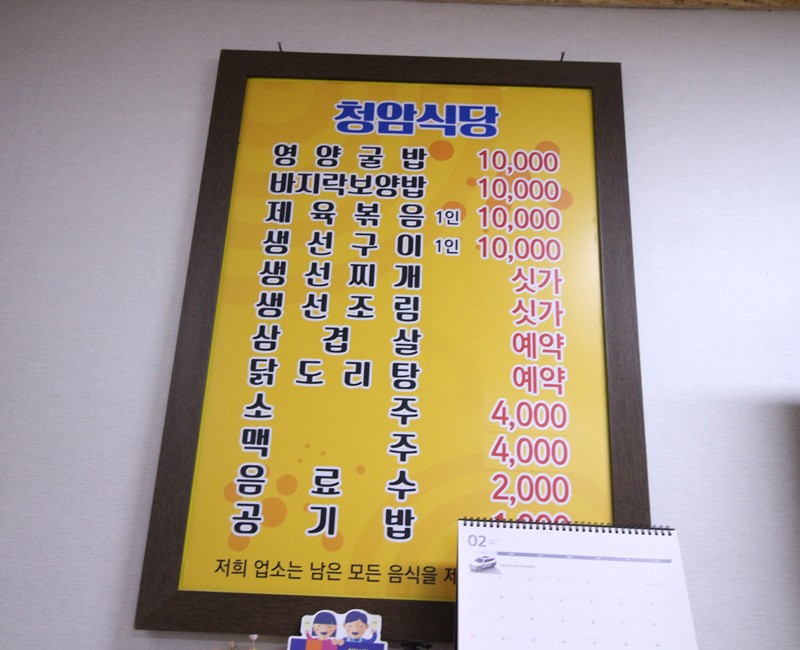 청암식당
영양굴밥 10,000
바지락보양밥 10,000
제육볶음 1인 10,000
생선구이 1인 10,000
생선찌개 싯가
생선조림 싯가
삼겹살 예약
닭도리탕 예약
소주 4,000
맥주 4,000
음료수 2,000
공기밥
저희 업소는 남은 모든 음식을
02